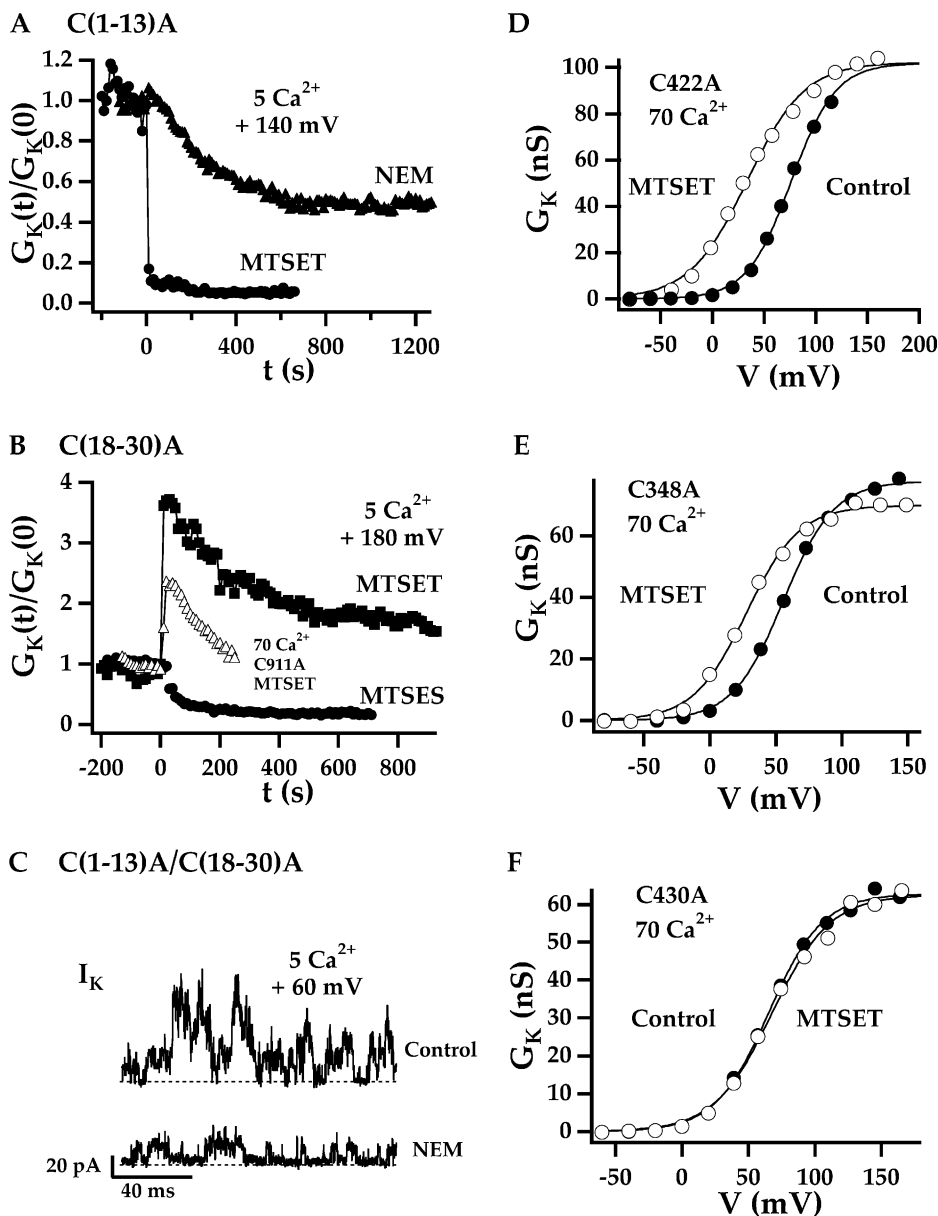 A C(1-13)A
G_K(t)/G_K(0)
1.2
1.0
0.8
0.6
0.4
0.2
0.0
5 Ca²⁺
+ 140 mV
NEM
MTSET
0 400 800 1200
t (s)
B C(18-30)A
G_K(t)/G_K(0)
4
3
2
1
0
5 Ca²⁺
+ 180 mV
MTSET
70 Ca²⁺
C911A
MTSET
MTSES
-200 0 200 400 600 800
t (s)
C C(1-13)A/C(18-30)A
I_K
5 Ca²⁺
+ 60 mV
Control
NEM
20 pA
40 ms
D
G_K (nS)
100
80
60
40
20
0
C422A
70 Ca²⁺
MTSET
Control
-50 0 50 100 150 200
V (mV)
E
G_K (nS)
60
40
20
0
C348A
70 Ca²⁺
MTSET
Control
-50 0 50 100 150
V (mV)
F
G_K (nS)
60
50
40
30
20
10
0
C430A
70 Ca²⁺
Control
MTSET
-50 0 50 100 150
V (mV)